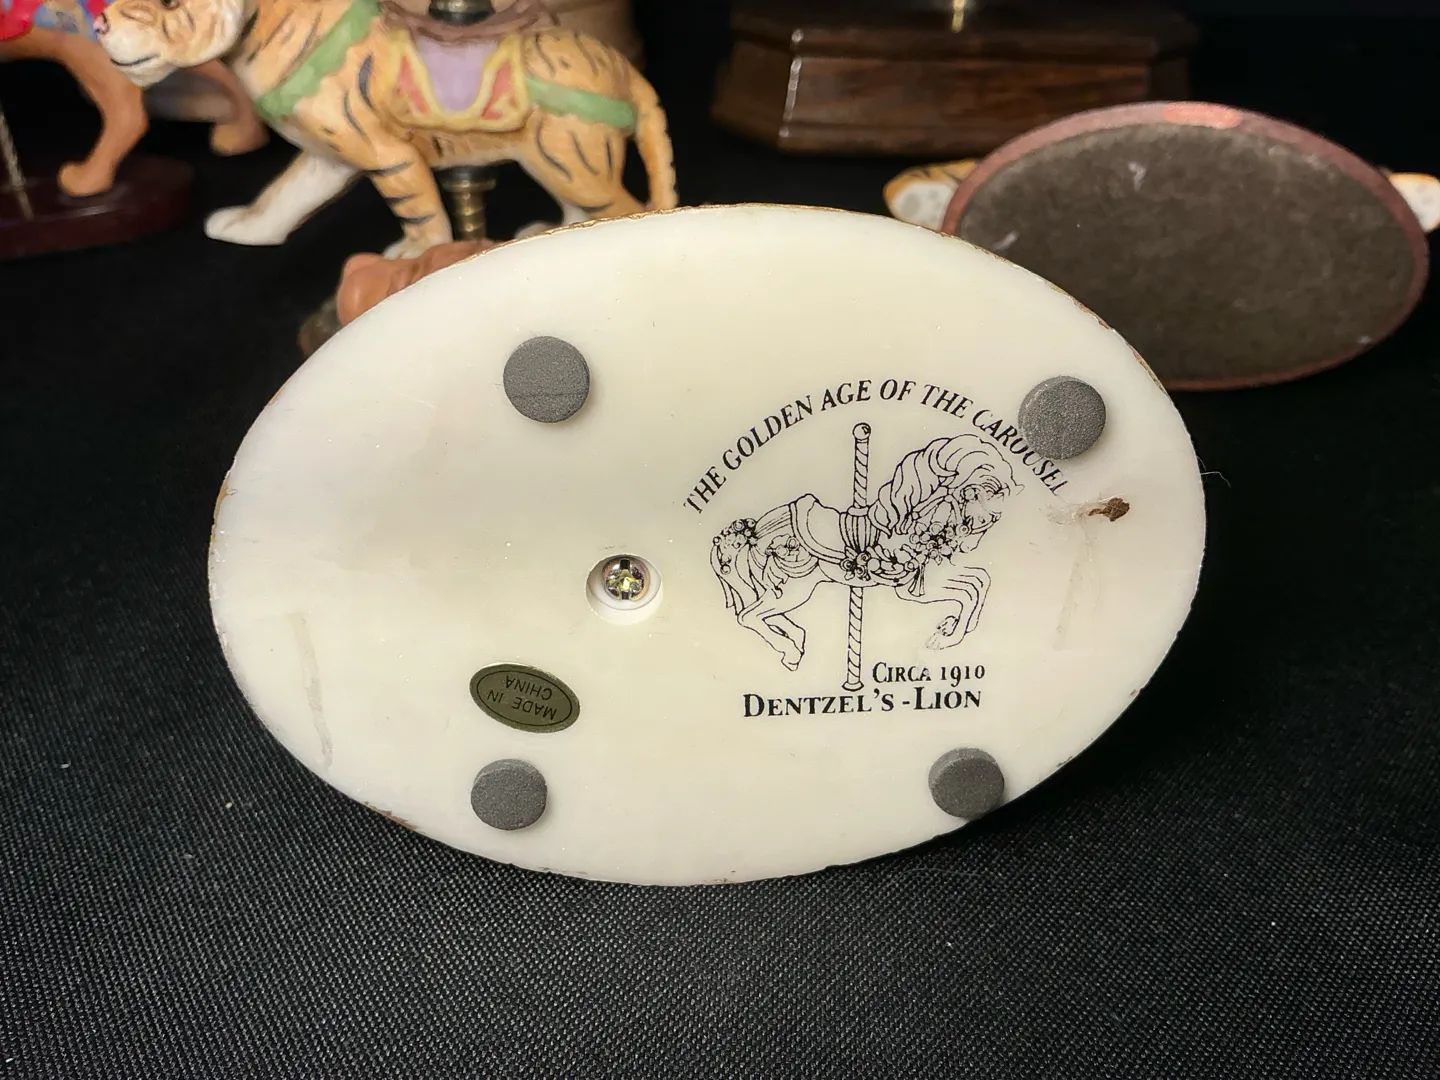 THE GOLDEN AGE OF THE CAROUSEL
CIRCA 1910
DENTZEL'S -LION
MADE IN
CHINA